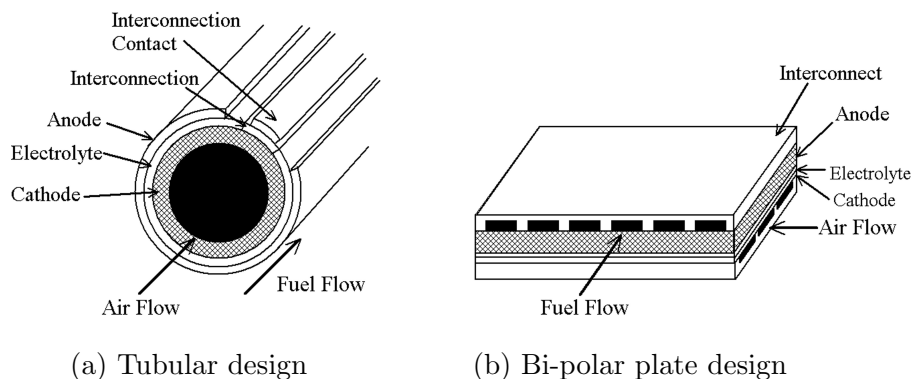 Interconnection
Contact
Interconnection
Anode
Electrolyte
Cathode
Air Flow
Fuel Flow
(a) Tubular design
Interconnect
Anode
Electrolyte
Cathode
Air Flow
Fuel Flow
(b) Bi-polar plate design